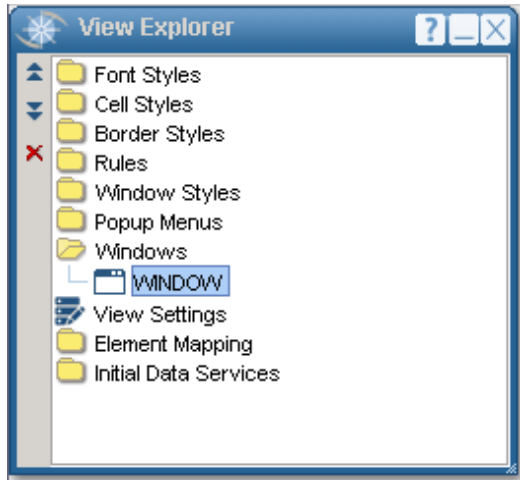 View Explorer
Font Styles
Cell Styles
Border Styles
Rules
Window Styles
Popup Menus
Windows
WINDOW
View Settings
Element Mapping
Initial Data Services